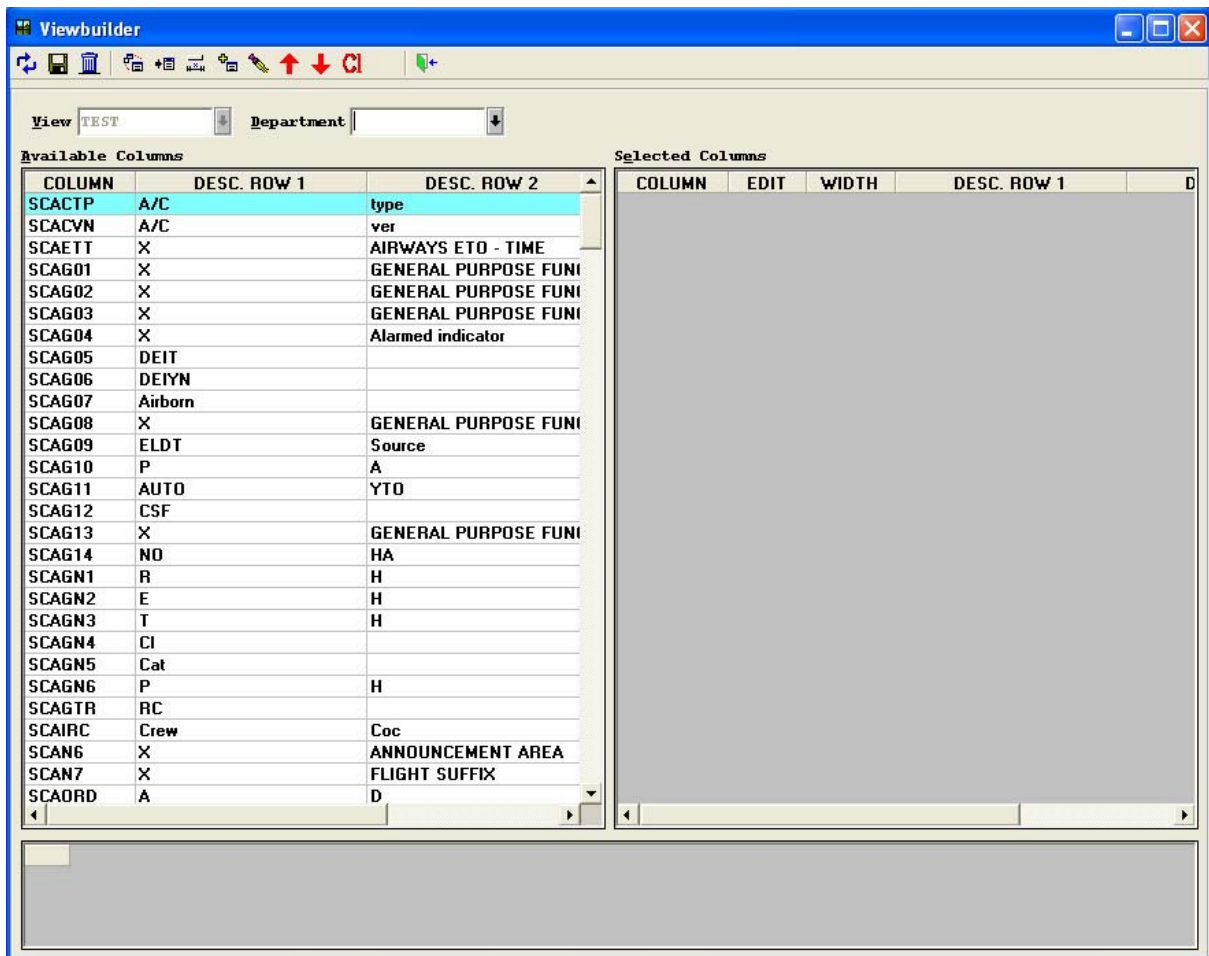 Viewbuilder
Cl
View TEST Department
Available Columns Selected Columns
COLUMN DESC. ROW 1 DESC. ROW 2 COLUMN EDIT WIDTH DESC. ROW 1 D
SCACTP A/C type
SCACVN A/C ver
SCAETT X AIRWAYS ETO - TIME
SCAG01 X GENERAL PURPOSE FUN
SCAG02 X GENERAL PURPOSE FUN
SCAG03 X GENERAL PURPOSE FUN
SCAG04 X Alarmed indicator
SCAG05 DEIT
SCAG06 DEIYN
SCAG07 Airborn
SCAG08 X GENERAL PURPOSE FUN
SCAG09 ELDT Source
SCAG10 P A
SCAG11 AUTO YTO
SCAG12 CSF
SCAG13 X GENERAL PURPOSE FUN
SCAG14 NO HA
SCAGN1 R H
SCAGN2 E H
SCAGN3 T H
SCAGN4 Cl
SCAGN5 Cat
SCAGN6 P H
SCAGTR RC
SCAIRC Crew Coc
SCAN6 X ANNOUNCEMENT AREA
SCAN7 X FLIGHT SUFFIX
SCAORD A D